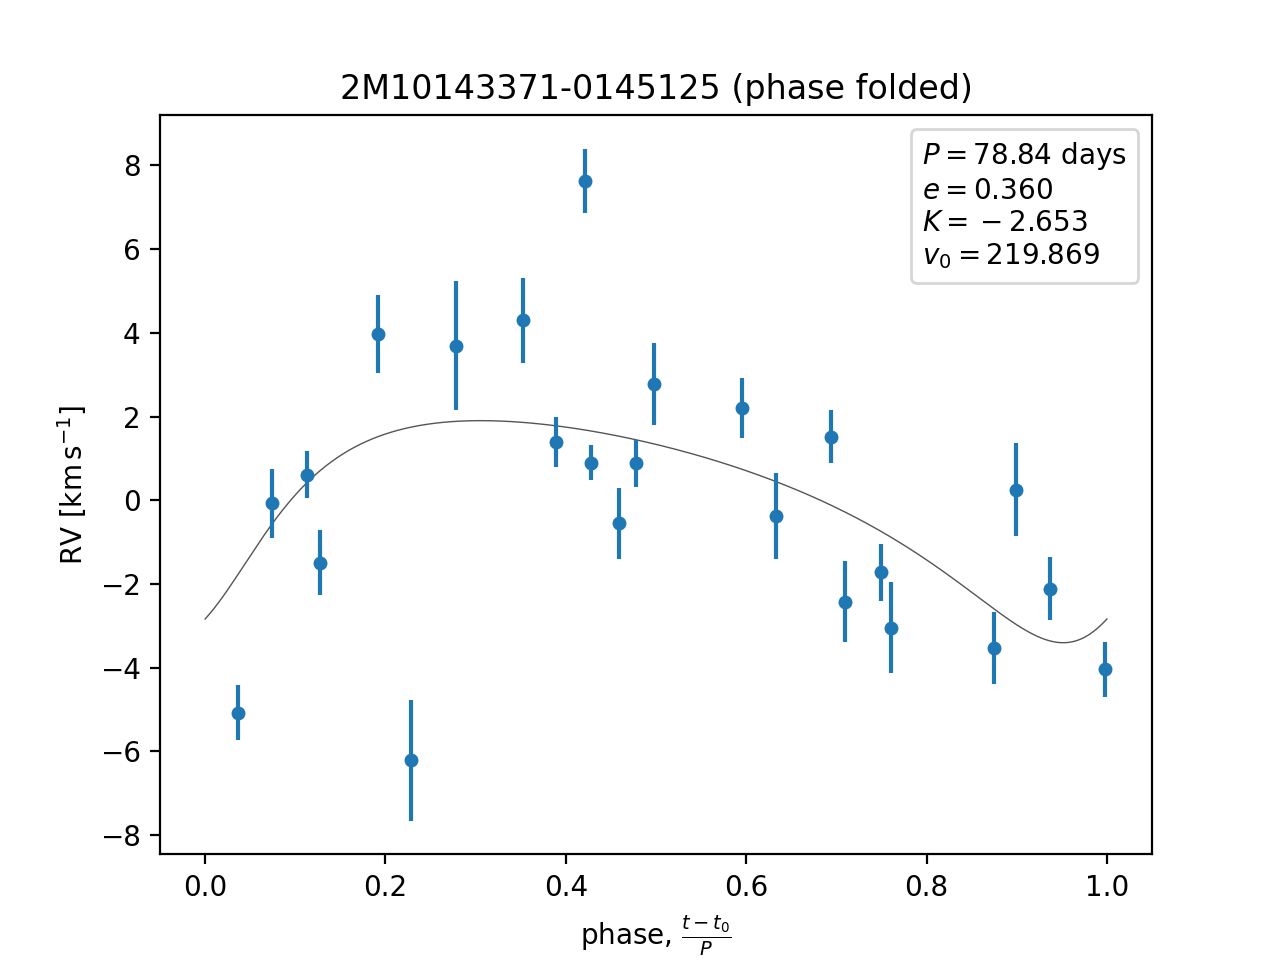 2M10143371-0145125 (phase folded)
P = 78.84 days
e = 0.360
K = −2.653
v₀ = 219.869
RV [km s⁻¹]
8
6
4
2
0
−2
−4
−6
−8
0.0 0.2 0.4 0.6 0.8 1.0
phase, (t − t₀)/P